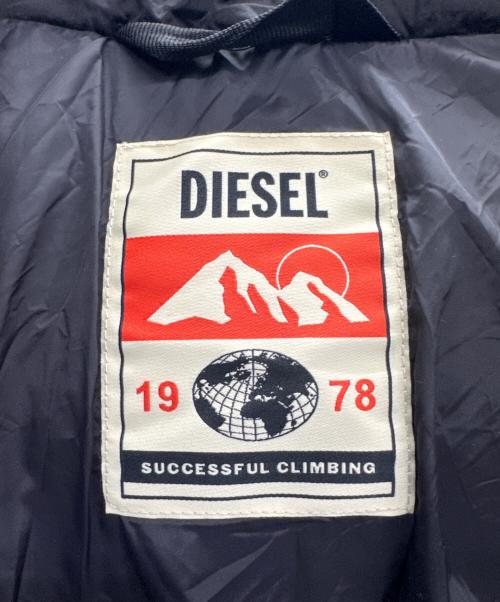 DIESEL®
19 78
SUCCESSFUL CLIMBING